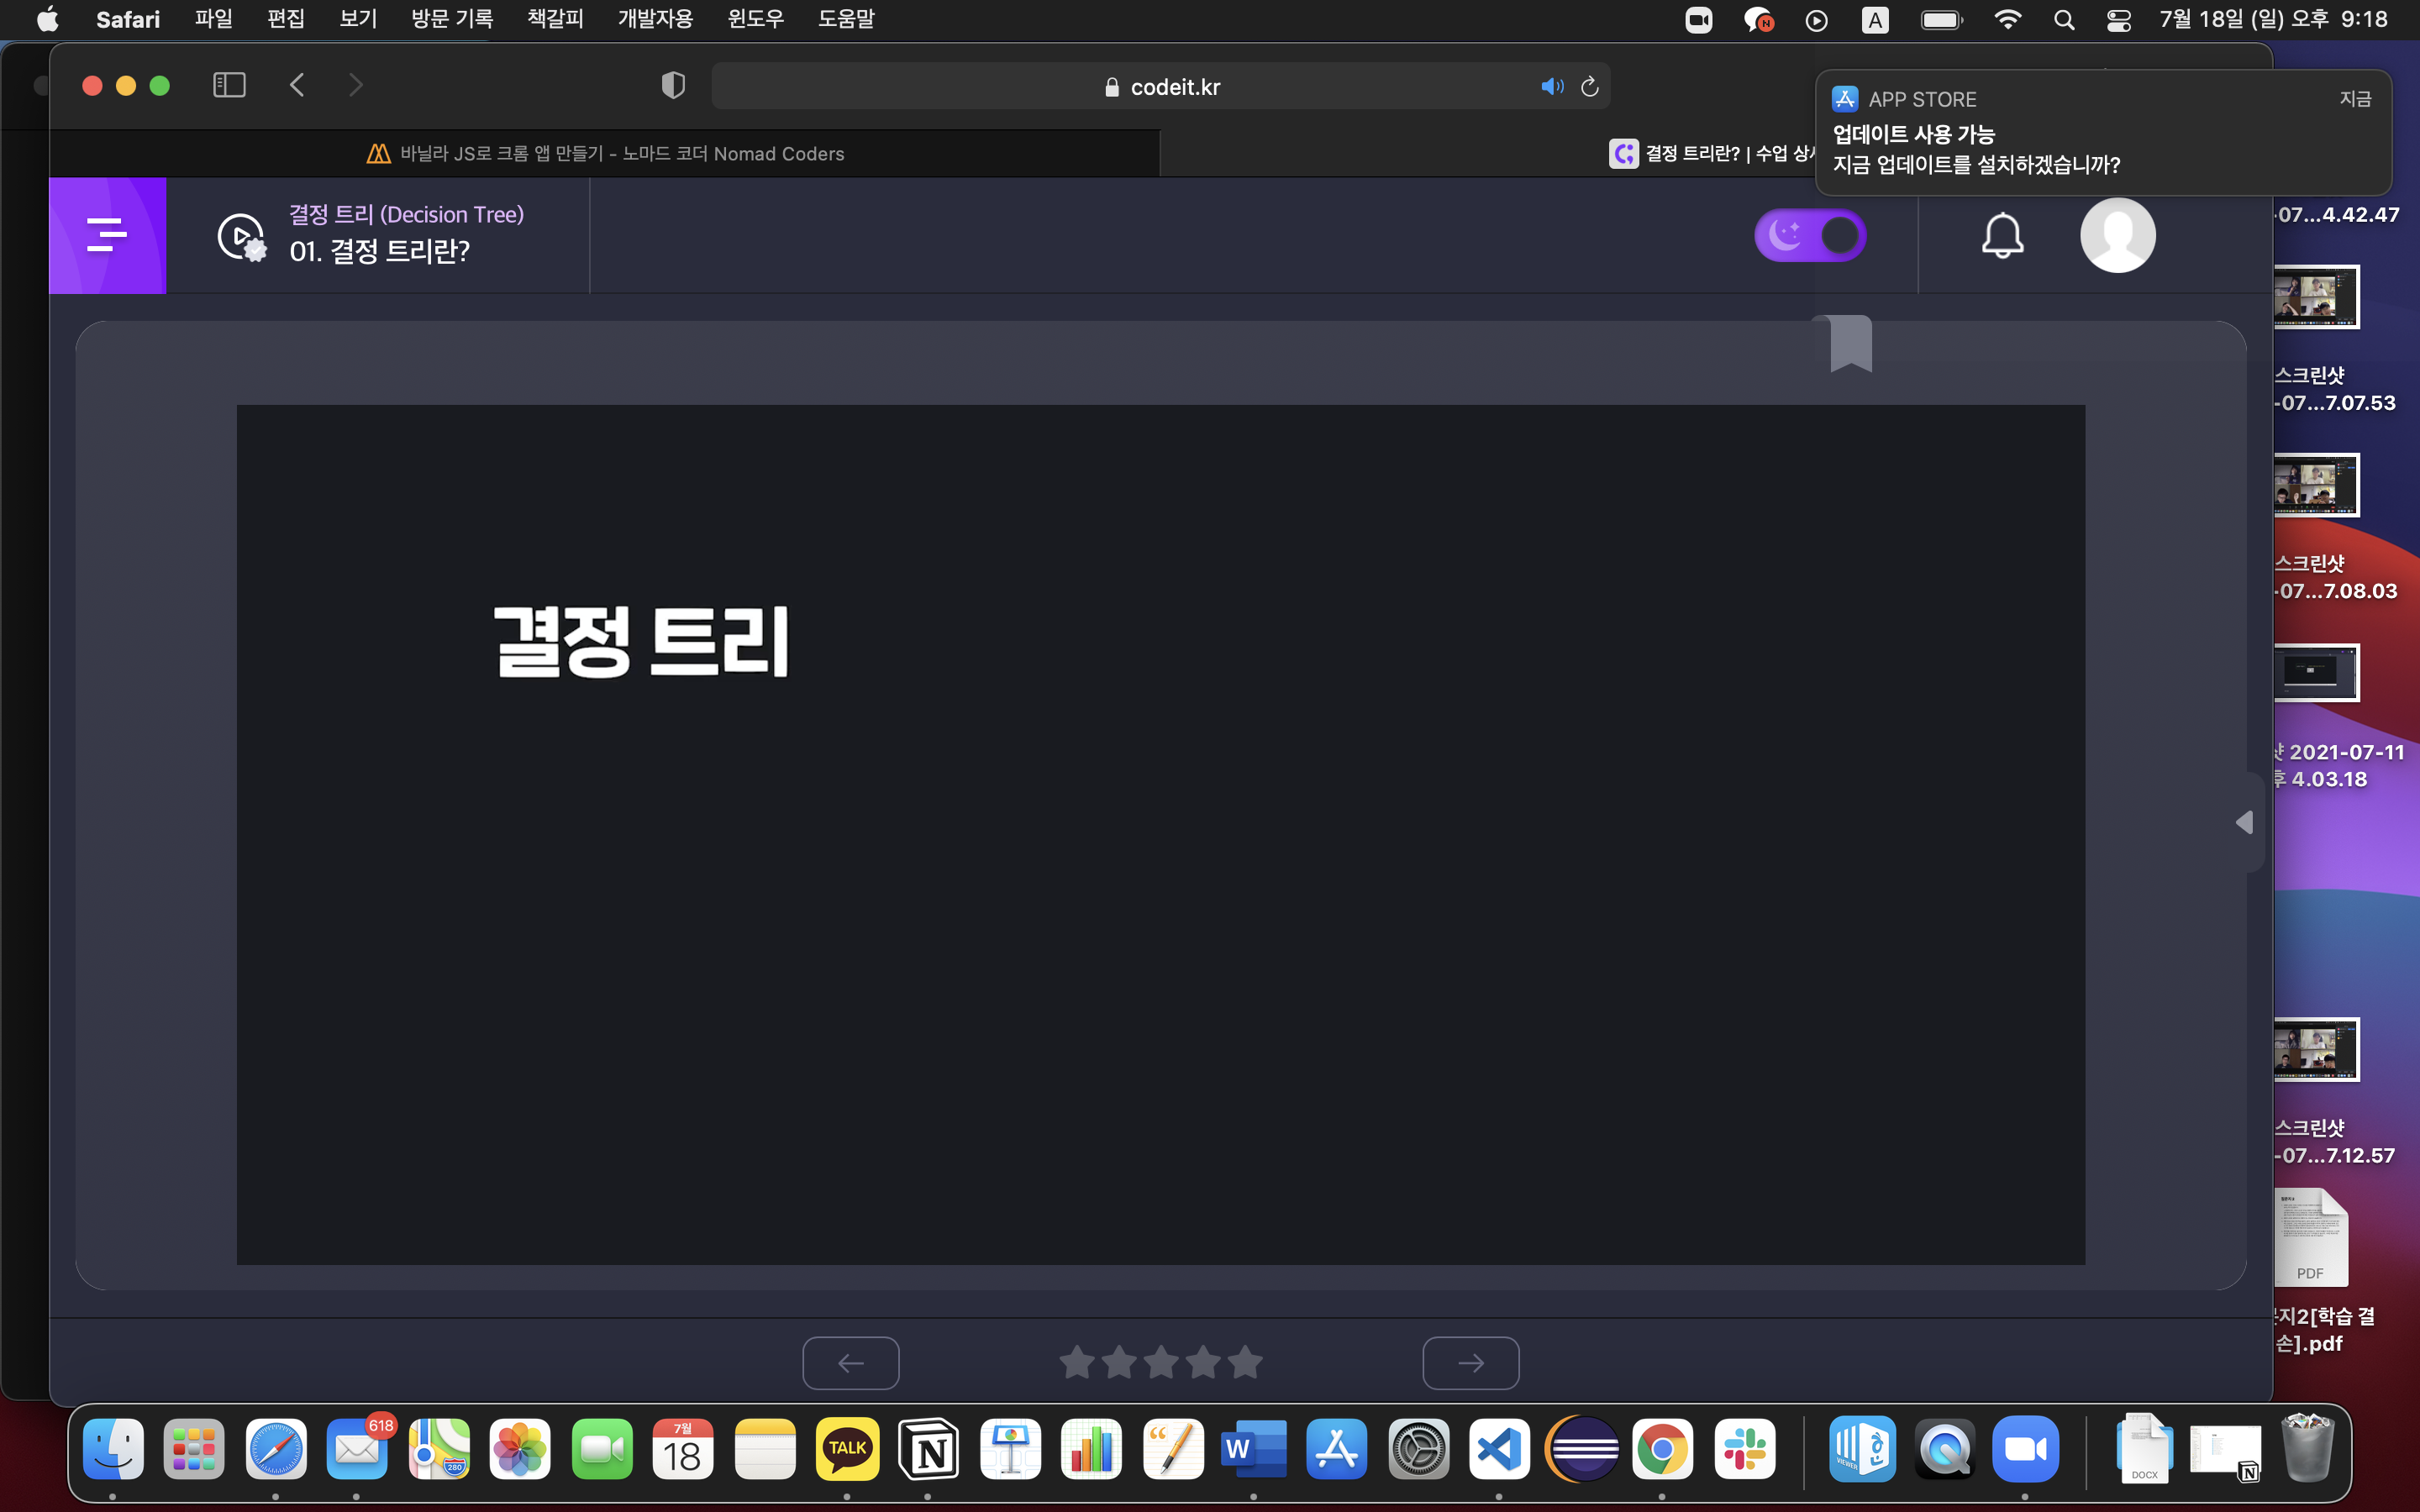 Safari 파일 편집 보기 방문 기록 책갈피 개발자용 윈도우 도움말
A 7월 18일 (일) 오후 9:18
codeit.kr
APP STORE 지금
업데이트 사용 가능
지금 업데이트를 설치하겠습니까?
바닐라 JS로 크롬 앱 만들기 - 노마드 코더 Nomad Coders
결정 트리란? | 수업 상
결정 트리 (Decision Tree)
01. 결정 트리란?
결정 트리
-07...4.42.47
스크린샷
-07...7.07.53
스크린샷
-07...7.08.03
샷 2021-07-11
후 4.03.18
스크린샷
-07...7.12.57
PDF
지2[학습 결
손].pdf
618
280
7월
18
TALK
N
W
VIEWER
DOCX